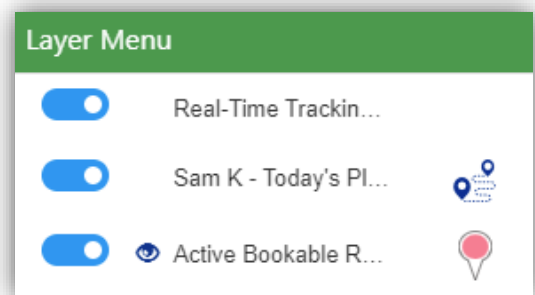 Layer Menu
Real-Time Trackin...
Sam K - Today's Pl...
Active Bookable R...